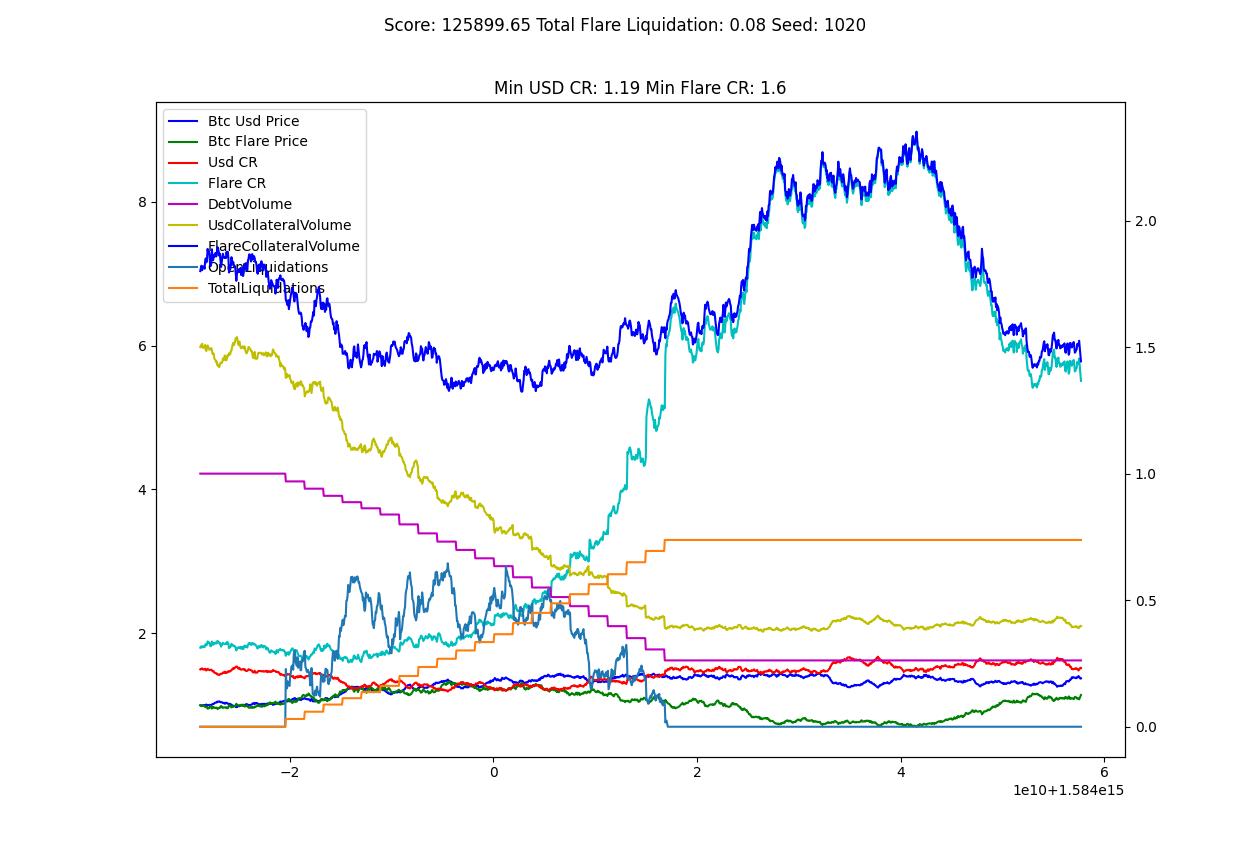 Score: 125899.65 Total Flare Liquidation: 0.08 Seed: 1020
Min USD CR: 1.19 Min Flare CR: 1.6
Btc Usd Price
Btc Flare Price
Usd CR
Flare CR
DebtVolume
UsdCollateralVolume
FlareCollateralVolume
OpenLiquidations
TotalLiquidations
8
6
4
2
2.0
1.5
1.0
0.5
0.0
−2 0 2 4 6
1e10+1.584e15